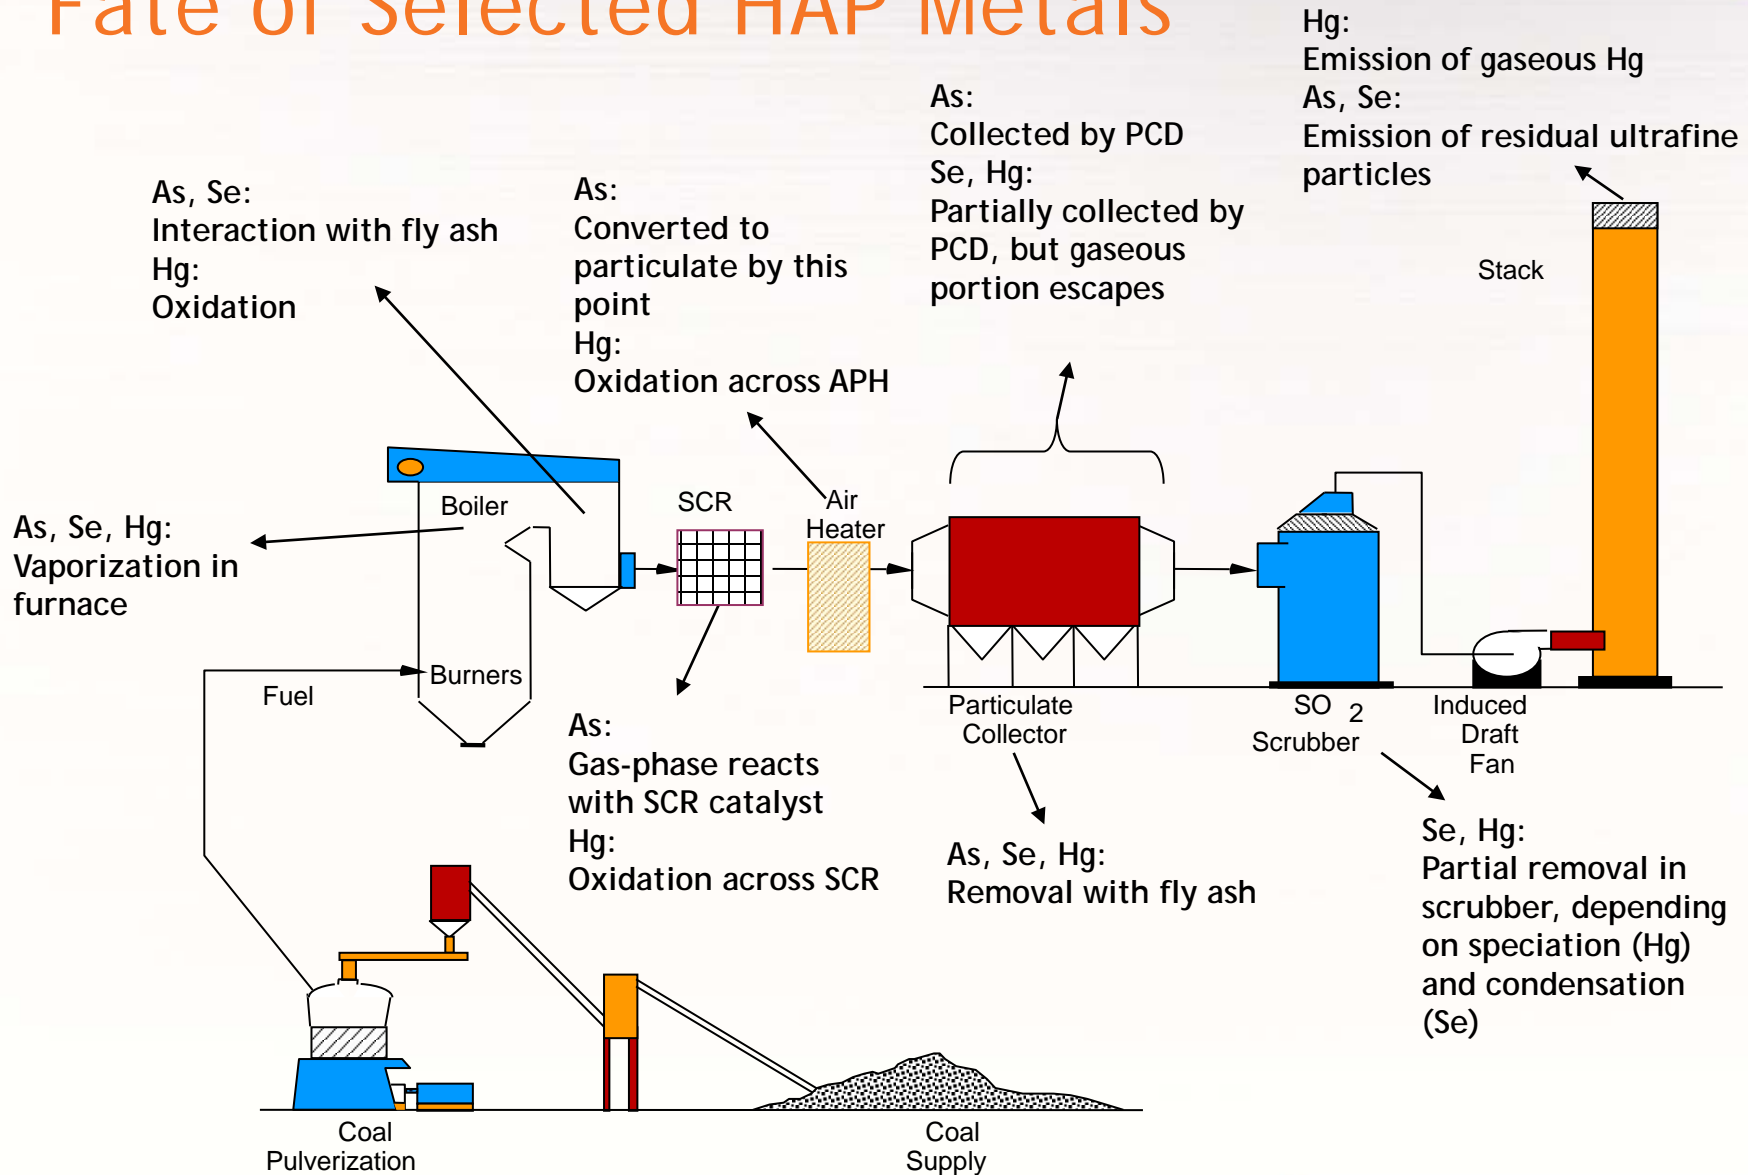 Fate of Selected HAP Metals
Hg:
Emission of gaseous Hg
As, Se:
Emission of residual ultrafine
particles
As:
Collected by PCD
Se, Hg:
Partially collected by
PCD, but gaseous
portion escapes
As, Se:
Interaction with fly ash
Hg:
Oxidation
As:
Converted to
particulate by this
point
Hg:
Oxidation across APH
Stack
As, Se, Hg:
Vaporization in
furnace
Boiler
SCR
Air
Heater
Burners
Fuel
Particulate
Collector
SO 2
Scrubber
Induced
Draft
Fan
As:
Gas-phase reacts
with SCR catalyst
Hg:
Oxidation across SCR
As, Se, Hg:
Removal with fly ash
Se, Hg:
Partial removal in
scrubber, depending
on speciation (Hg)
and condensation
(Se)
Coal
Pulverization
Coal
Supply